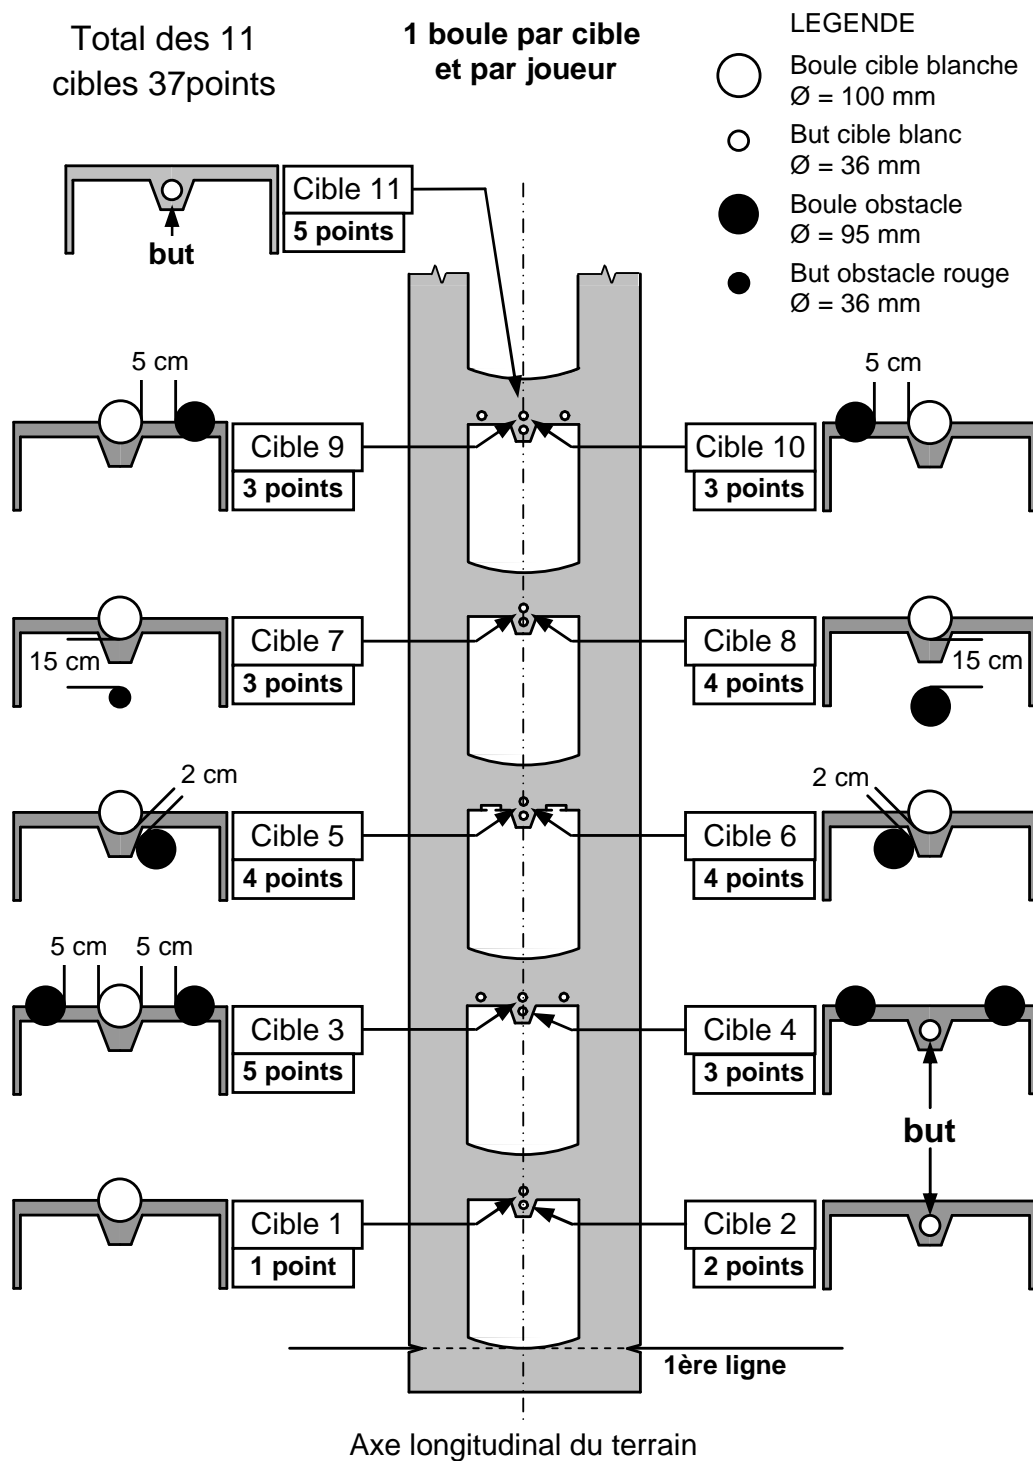 Total des 11
cibles 37points
1 boule par cible
et par joueur
LEGENDE
Boule cible blanche
Ø = 100 mm
But cible blanc
Ø = 36 mm
Boule obstacle
Ø = 95 mm
But obstacle rouge
Ø = 36 mm
Cible 11
5 points
but
5 cm
Cible 9
3 points
5 cm
Cible 10
3 points
15 cm
Cible 7
3 points
Cible 8
4 points
15 cm
2 cm
Cible 5
4 points
2 cm
Cible 6
4 points
5 cm 5 cm
Cible 3
5 points
Cible 4
3 points
but
Cible 1
1 point
Cible 2
2 points
1ère ligne
Axe longitudinal du terrain